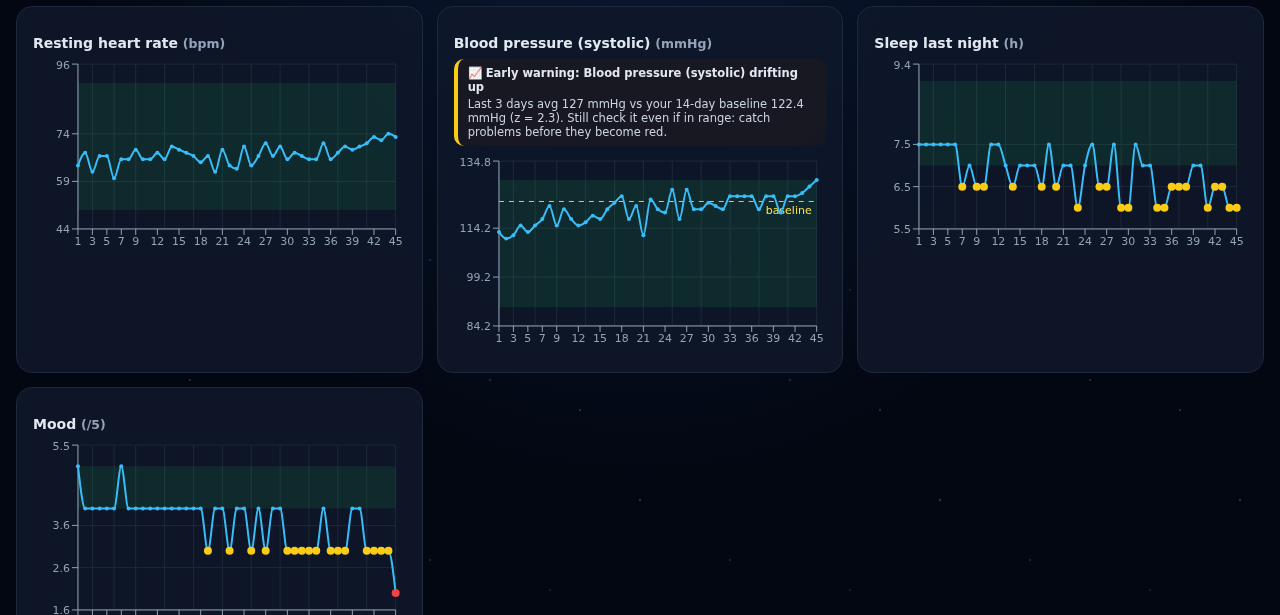 Resting heart rate (bpm)
96
74
59
44
1 3 5 7 9 12 15 18 21 24 27 30 33 36 39 42 45
Blood pressure (systolic) (mmHg)
📈 Early warning: Blood pressure (systolic) drifting
up
Last 3 days avg 127 mmHg vs your 14-day baseline 122.4
mmHg (z = 2.3). Still check it even if in range: catch
problems before they become red.
134.8
baseline
114.2
99.2
84.2
1 3 5 7 9 12 15 18 21 24 27 30 33 36 39 42 45
Sleep last night (h)
9.4
7.5
6.5
5.5
1 3 5 7 9 12 15 18 21 24 27 30 33 36 39 42 45
Mood (/5)
5.5
3.6
2.6
1.6